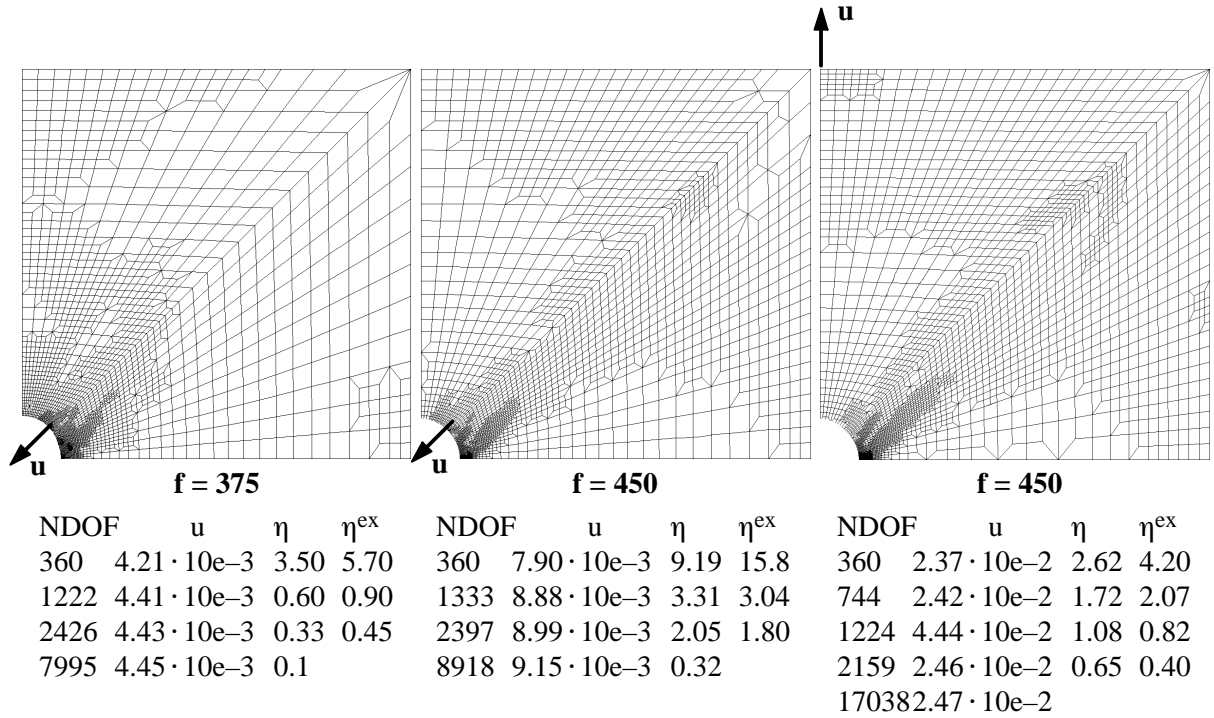 u
u
u
f = 375
f = 450
f = 450
NDOF u η η^ex
360 4.21 · 10e–3 3.50 5.70
1222 4.41 · 10e–3 0.60 0.90
2426 4.43 · 10e–3 0.33 0.45
7995 4.45 · 10e–3 0.1
NDOF u η η^ex
360 7.90 · 10e–3 9.19 15.8
1333 8.88 · 10e–3 3.31 3.04
2397 8.99 · 10e–3 2.05 1.80
8918 9.15 · 10e–3 0.32
NDOF u η η^ex
360 2.37 · 10e–2 2.62 4.20
744 2.42 · 10e–2 1.72 2.07
1224 4.44 · 10e–2 1.08 0.82
2159 2.46 · 10e–2 0.65 0.40
17038 2.47 · 10e–2